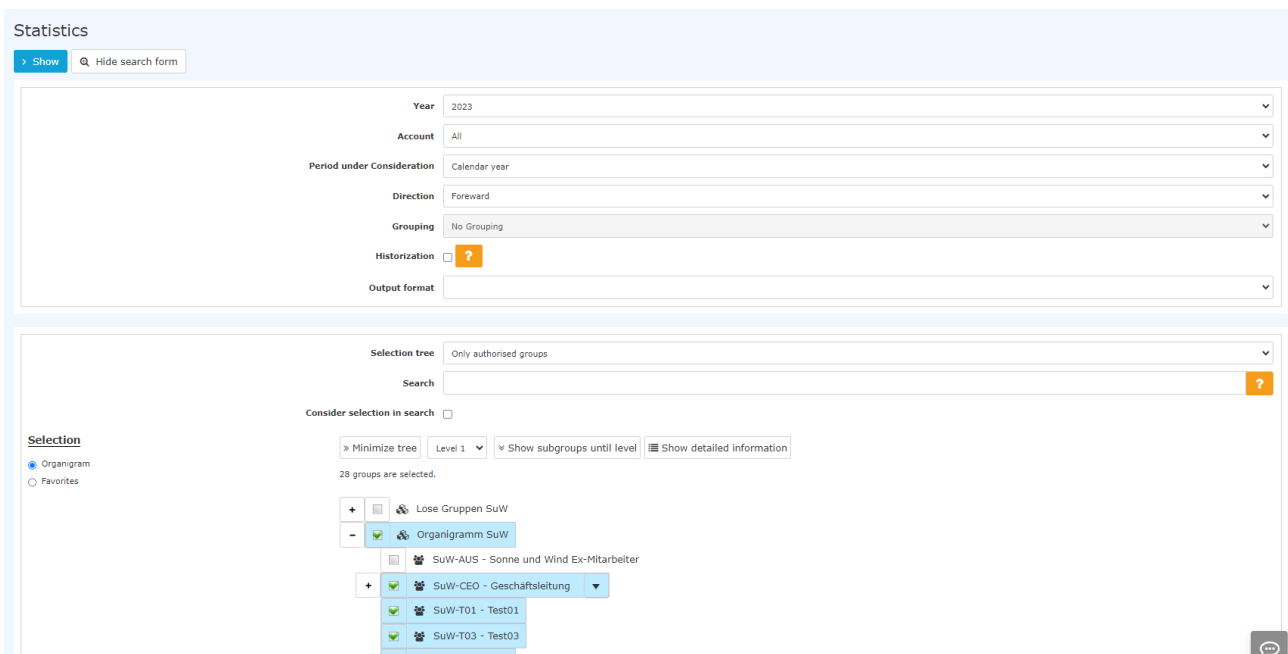 Statistics
Show Hide search form
Year 2023
Account All
Period under Consideration Calendar year
Direction Foreward
Grouping No Grouping
Historization ?
Output format
Selection tree Only authorised groups
Search ?
Consider selection in search
Selection
Organigram
Favorites
» Minimize tree Level 1 Show subgroups until level Show detailed information
28 groups are selected.
+ Lose Gruppen SuW
- Organigramm SuW
SuW-AUS - Sonne und Wind Ex-Mitarbeiter
+ SuW-CEO - Geschäftsleitung
SuW-T01 - Test01
SuW-T03 - Test03